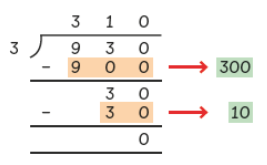 3 1 0
3 9 3 0
- 9 0 0 → 300
3 0
- 3 0 → 10
0